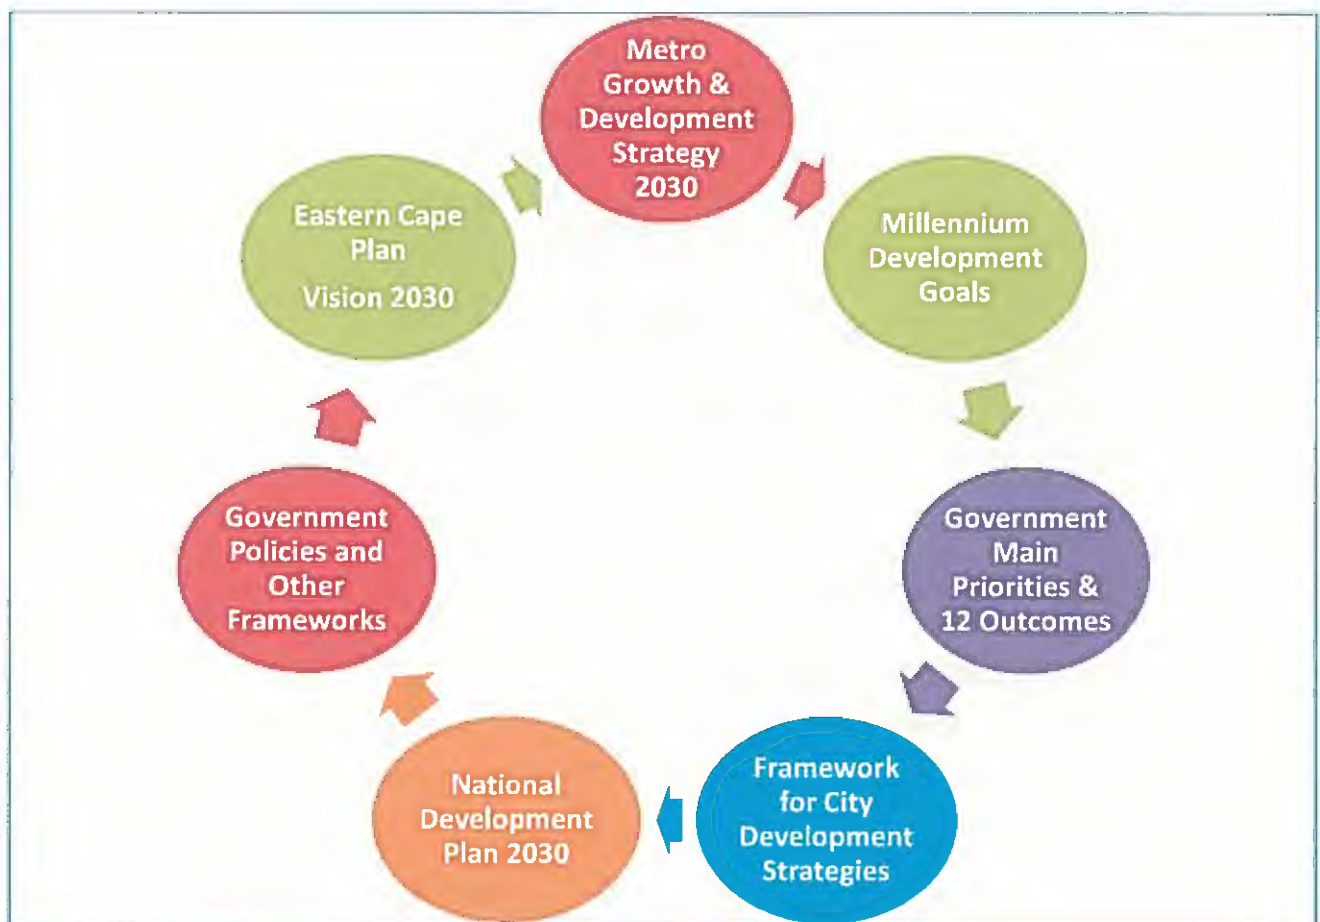 Metro
Growth &
Development
Strategy
2030
Millennium
Development
Goals
Government
Main
Priorities &
12 Outcomes
Framework
for City
Development
Strategies
National
Development
Plan 2030
Government
Policies and
Other
Frameworks
Eastern Cape
Plan
Vision 2030